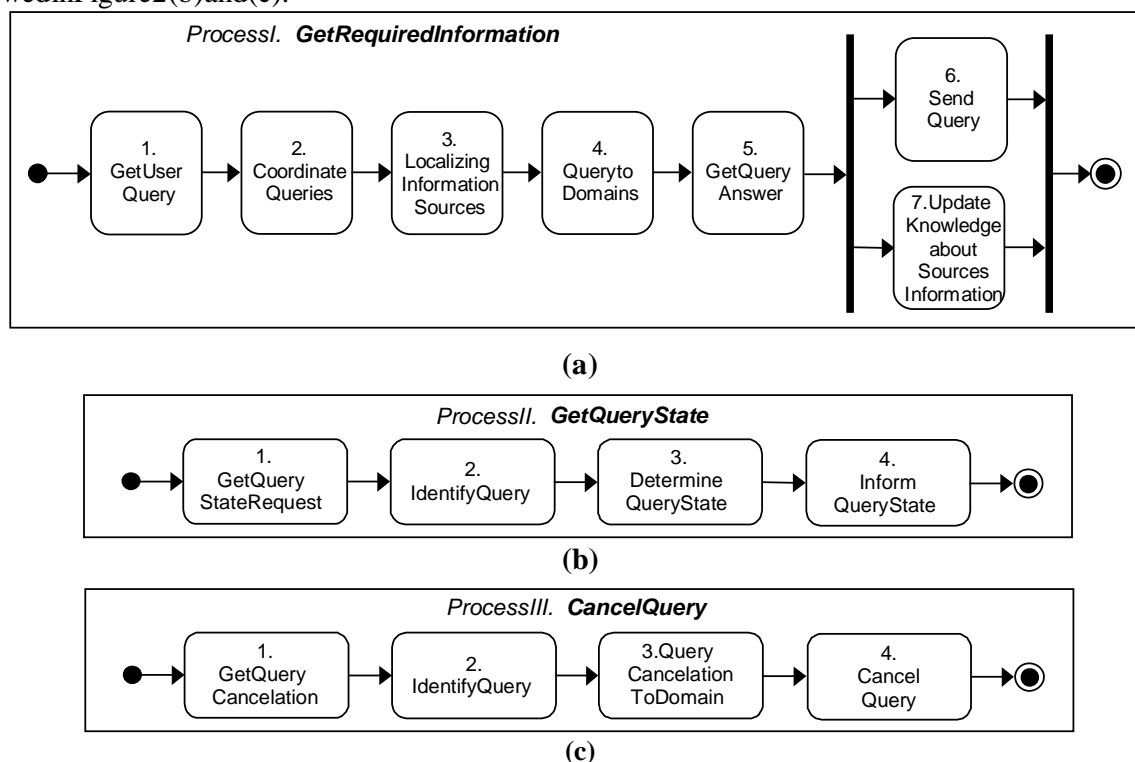 wedinFigure2(b)and(c).
ProcessI. GetRequiredInformation
1.
GetUser
Query
2.
Coordinate
Queries
3.
Localizing
Information
Sources
4.
Queryto
Domains
5.
GetQuery
Answer
6.
Send
Query
7.Update
Knowledge
about
Sources
Information
(a)
ProcessII. GetQueryState
1.
GetQuery
StateRequest
2.
IdentifyQuery
3.
Determine
QueryState
4.
Inform
QueryState
(b)
ProcessIII. CancelQuery
1.
GetQuery
Cancelation
2.
IdentifyQuery
3.Query
Cancelation
ToDomain
4.
Cancel
Query
(c)